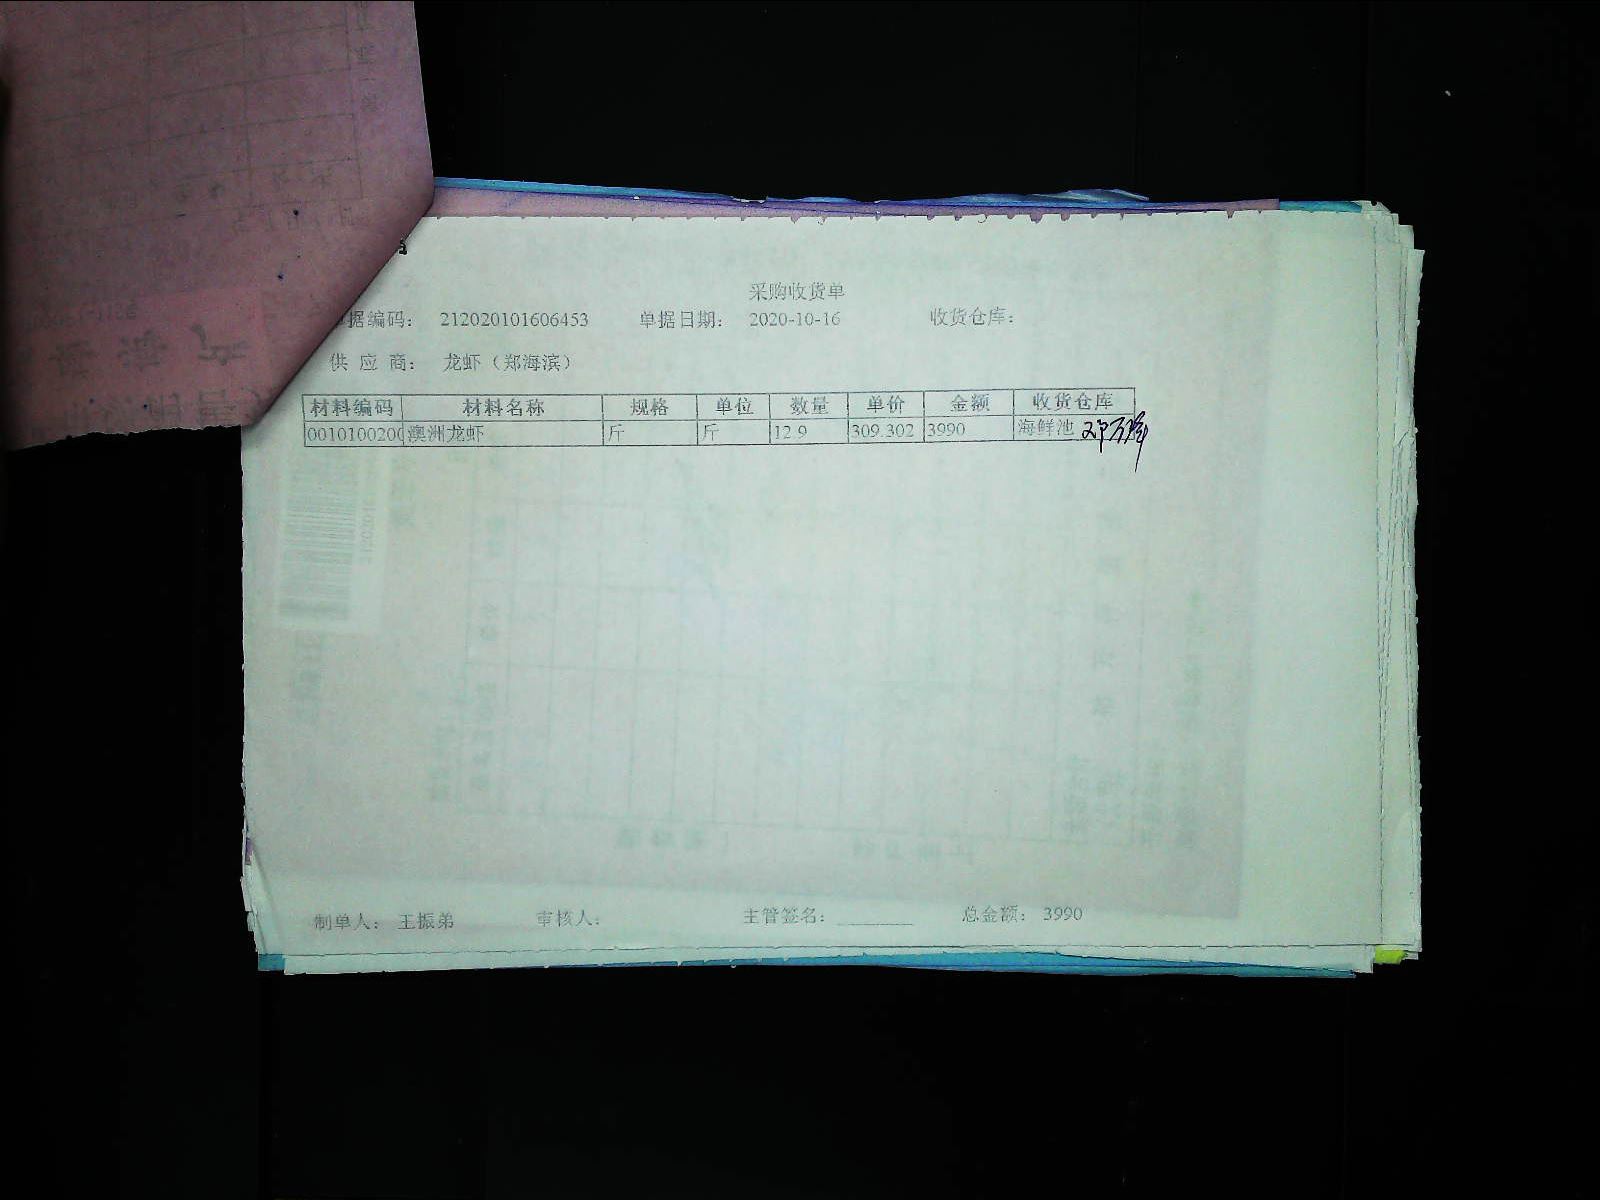 采购收货单
据编码: 212020101606453 单据日期: 2020-10-16 收货仓库:
供 应 商: 龙虾（郑海滨）
材料编码 材料名称 规格 单位 数量 单价 金额 收货仓库
0010100200 澳洲龙虾 斤 斤 12.9 309.302 3990 海鲜池
制单人: 王振弟 审核人: 主管签名: 总金额: 3990